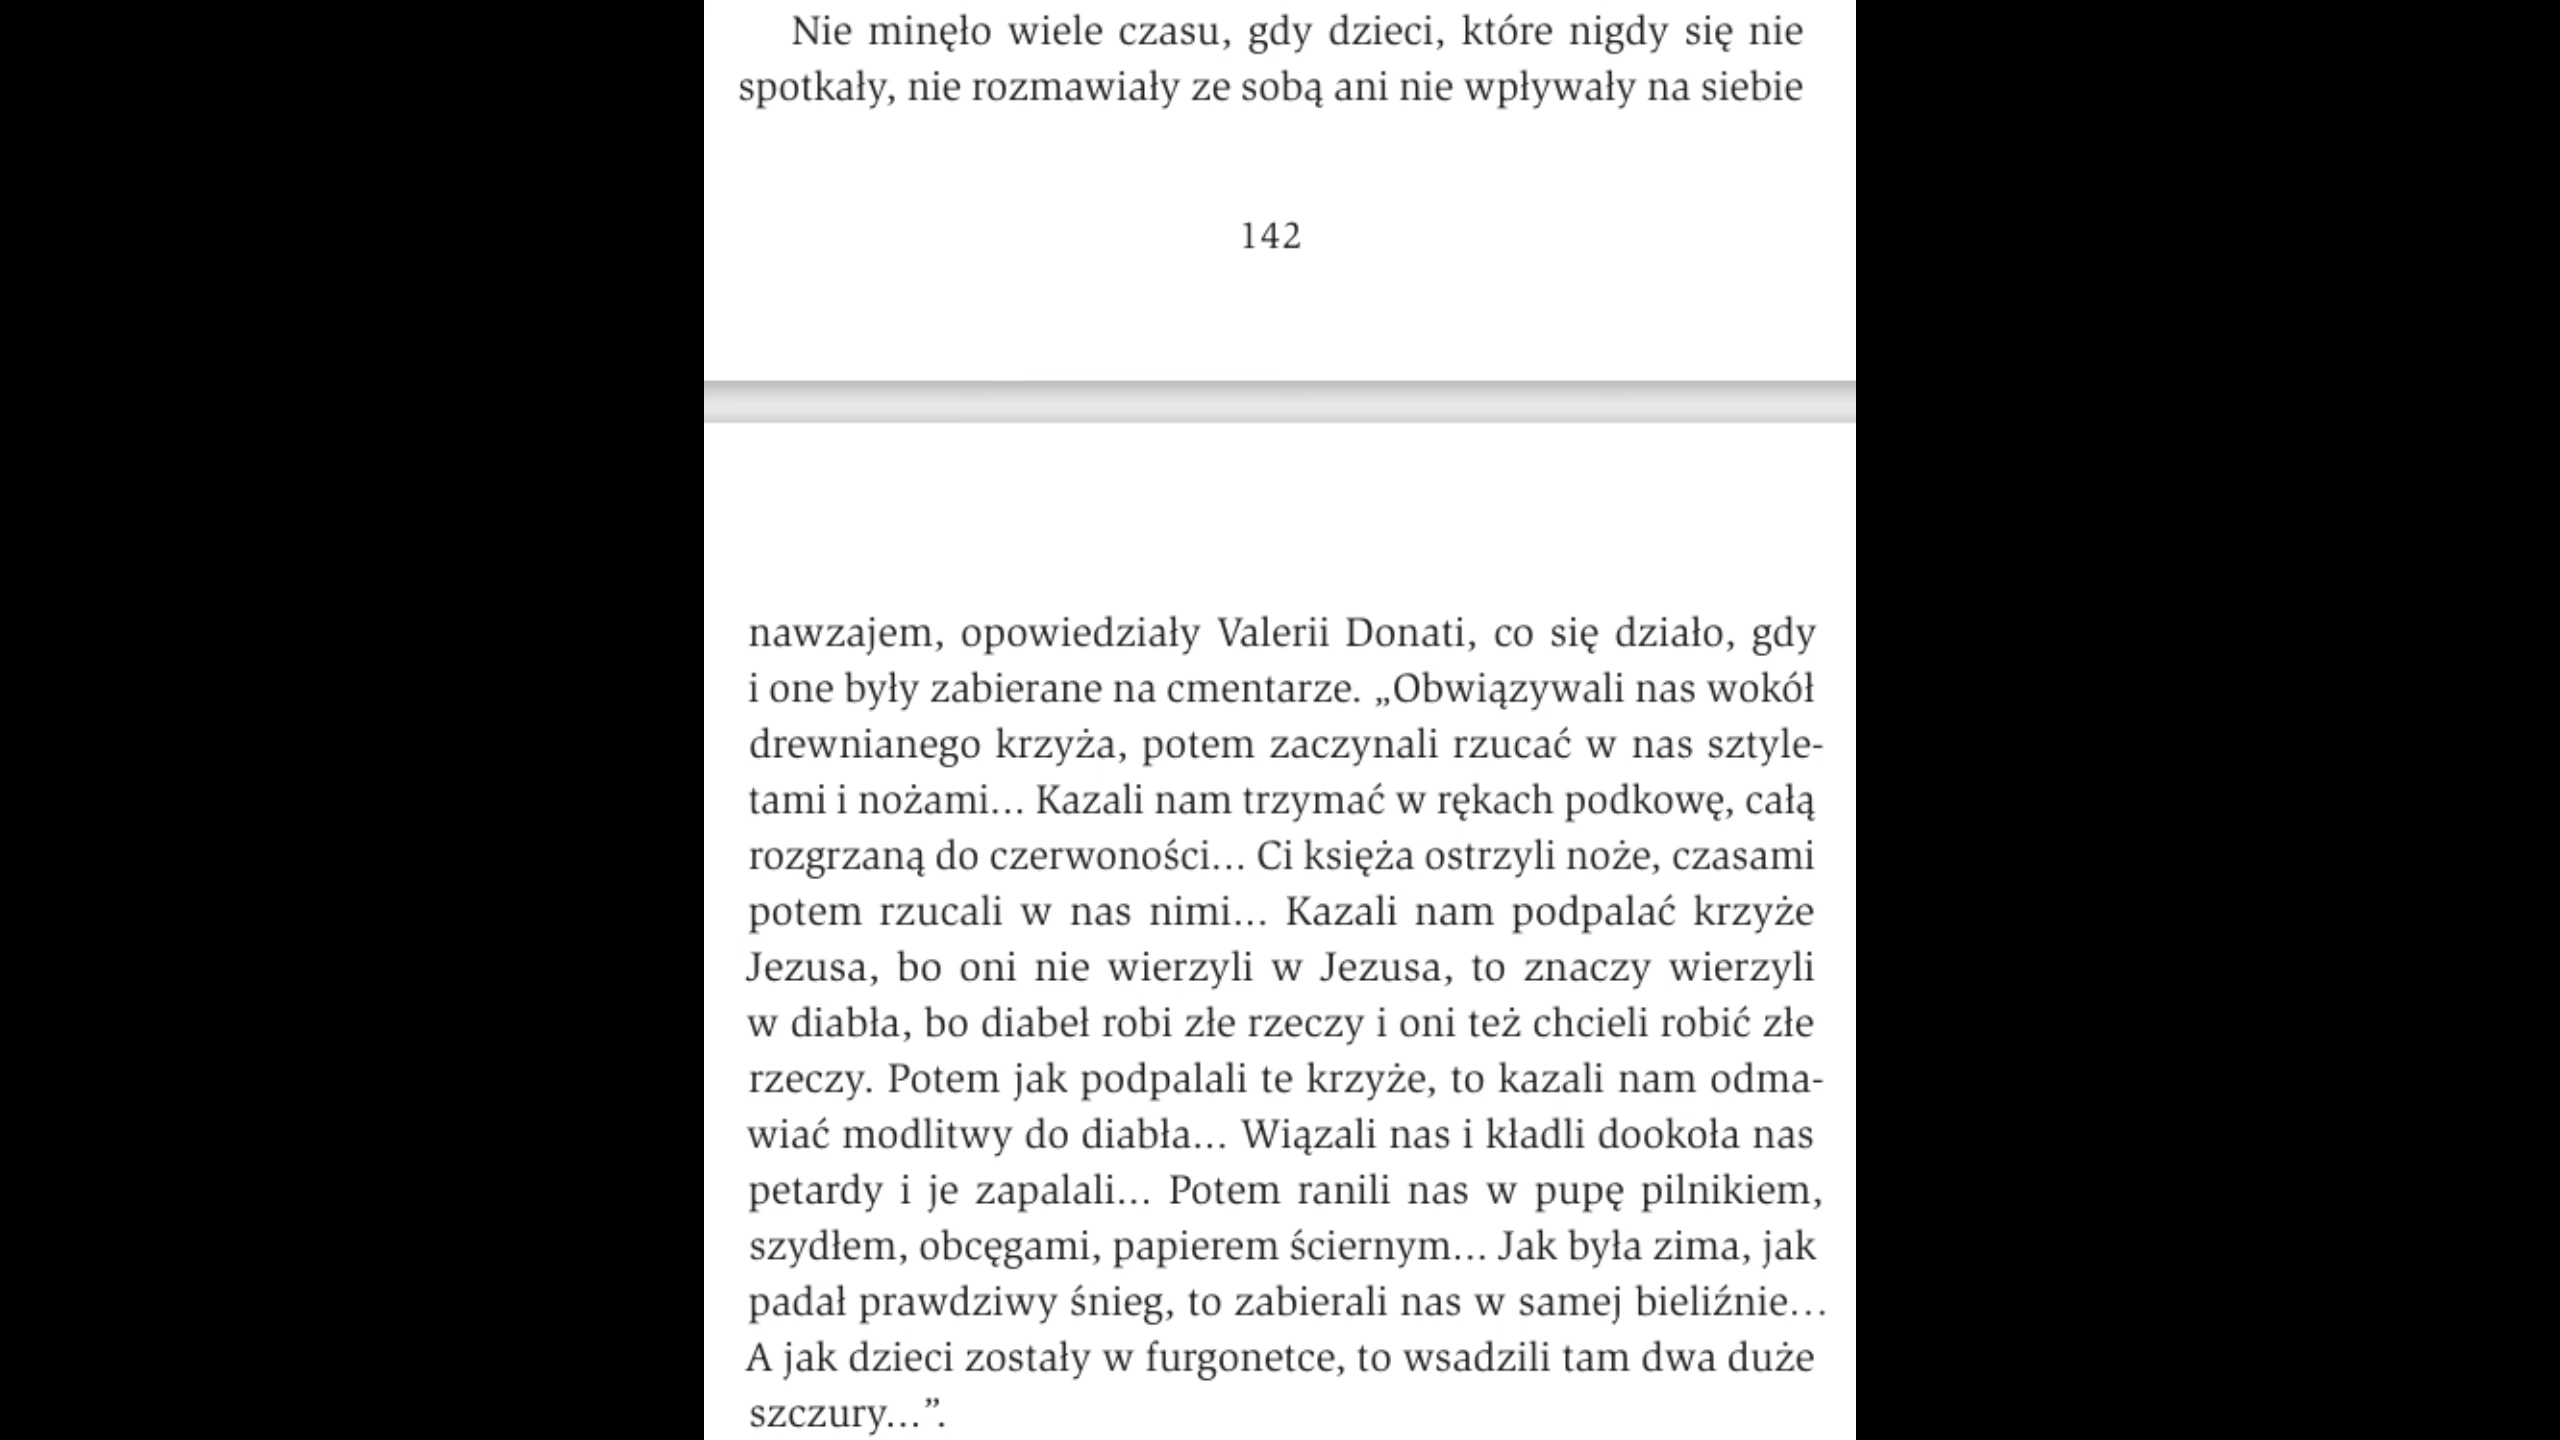 Nie minęło wiele czasu, gdy dzieci, które nigdy się nie
spotkały, nie rozmawiały ze sobą ani nie wpływały na siebie
142
nawzajem, opowiedziały Valerii Donati, co się działo, gdy
i one były zabierane na cmentarze. „Obwiązywali nas wokół
drewnianego krzyża, potem zaczynali rzucać w nas sztyle-
tami i nożami… Kazali nam trzymać w rękach podkowę, całą
rozgrzaną do czerwoności… Ci księża ostrzyli noże, czasami
potem rzucali w nas nimi… Kazali nam podpalać krzyże
Jezusa, bo oni nie wierzyli w Jezusa, to znaczy wierzyli
w diabła, bo diabeł robi złe rzeczy i oni też chcieli robić złe
rzeczy. Potem jak podpalali te krzyże, to kazali nam odma-
wiać modlitwy do diabła… Wiązali nas i kładli dookoła nas
petardy i je zapalali… Potem ranili nas w pupę pilnikiem,
szydłem, obcęgami, papierem ściernym… Jak była zima, jak
padał prawdziwy śnieg, to zabierali nas w samej bieliźnie…
A jak dzieci zostały w furgonetce, to wsadzili tam dwa duże
szczury…”.